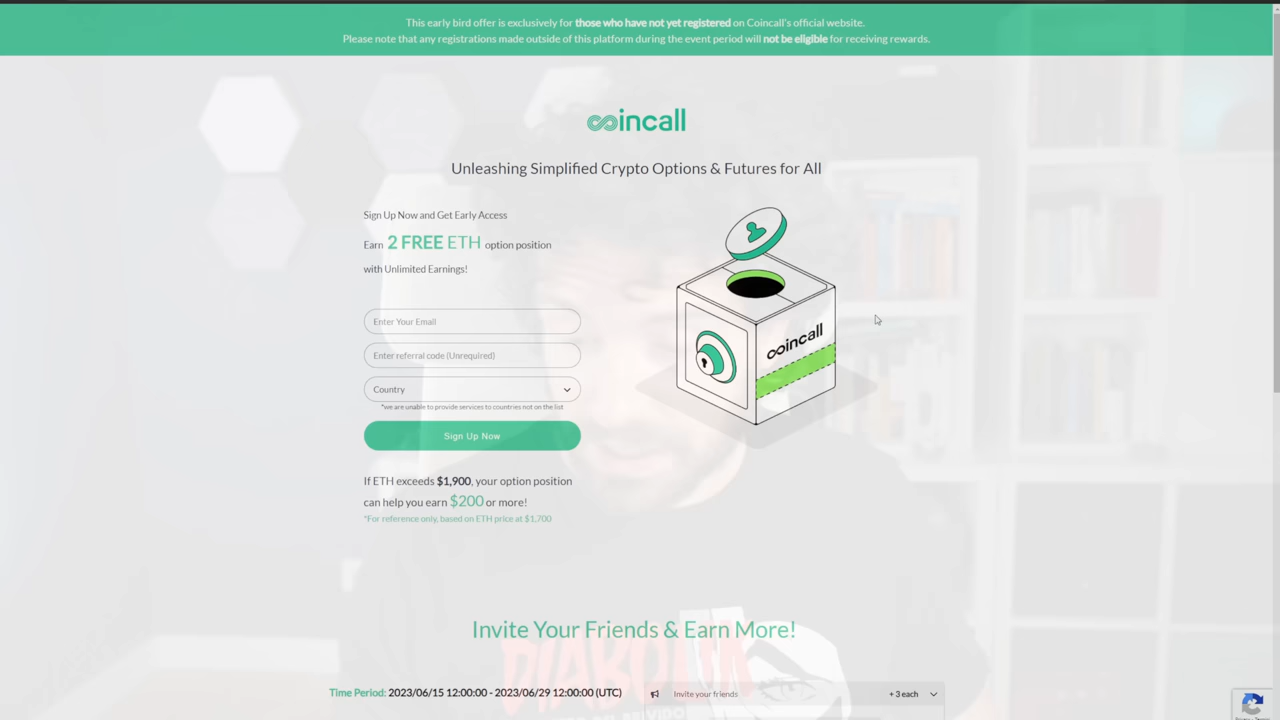 This early bird offer is exclusively for those who have not yet registered on Coincall's official website.
Please note that any registrations made outside of this platform during the event period will not be eligible for receiving rewards.
coincall
Unleashing Simplified Crypto Options & Futures for All
Sign Up Now and Get Early Access
Earn 2 FREE ETH option position
with Unlimited Earnings!
Enter Your Email
Enter referral code (Unrequired)
Country
*we are unable to provide services to countries not on the list
Sign Up Now
If ETH exceeds $1,900, your option position
can help you earn $200 or more!
*For reference only, based on ETH price at $1,700
coincall
Invite Your Friends & Earn More!
DIABOLIK
Time Period: 2023/06/15 12:00:00 - 2023/06/29 12:00:00 (UTC)
Invite your friends
+ 3 each